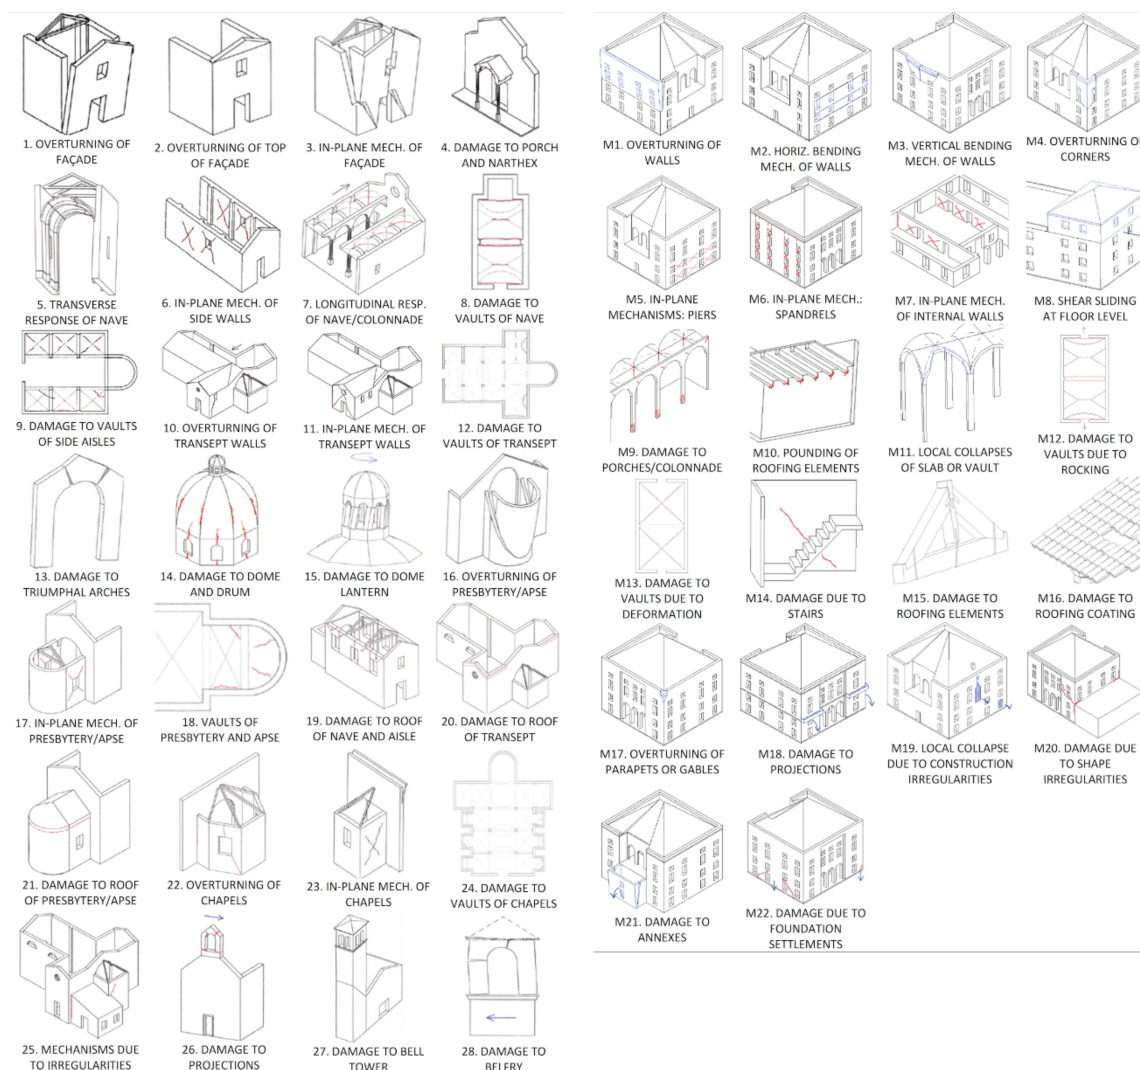 1. OVERTURNING OF
FAÇADE
2. OVERTURNING OF TOP
OF FAÇADE
3. IN-PLANE MECH. OF
FAÇADE
4. DAMAGE TO PORCH
AND NARTHEX
5. TRANSVERSE
RESPONSE OF NAVE
6. IN-PLANE MECH. OF
SIDE WALLS
7. LONGITUDINAL RESP.
OF NAVE/COLONNADE
8. DAMAGE TO
VAULTS OF NAVE
9. DAMAGE TO VAULTS
OF SIDE AISLES
10. OVERTURNING OF
TRANSEPT WALLS
11. IN-PLANE MECH. OF
TRANSEPT WALLS
12. DAMAGE TO
VAULTS OF TRANSEPT
13. DAMAGE TO
TRIUMPHAL ARCHES
14. DAMAGE TO DOME
AND DRUM
15. DAMAGE TO DOME
LANTERN
16. OVERTURNING OF
PRESBYTERY/APSE
17. IN-PLANE MECH. OF
PRESBYTERY/APSE
18. VAULTS OF
PRESBYTERY AND APSE
19. DAMAGE TO ROOF
OF NAVE AND AISLE
20. DAMAGE TO ROOF
OF TRANSEPT
21. DAMAGE TO ROOF
OF PRESBYTERY/APSE
22. OVERTURNING OF
CHAPELS
23. IN-PLANE MECH. OF
CHAPELS
24. DAMAGE TO
VAULTS OF CHAPELS
25. MECHANISMS DUE
TO IRREGULARITIES
26. DAMAGE TO
PROJECTIONS
27. DAMAGE TO BELL
TOWER
28. DAMAGE TO
BELFRY
M1. OVERTURNING OF
WALLS
M2. HORIZ. BENDING
MECH. OF WALLS
M3. VERTICAL BENDING
MECH. OF WALLS
M4. OVERTURNING OF
CORNERS
M5. IN-PLANE
MECHANISMS: PIERS
M6. IN-PLANE MECH.:
SPANDRELS
M7. IN-PLANE MECH.
OF INTERNAL WALLS
M8. SHEAR SLIDING
AT FLOOR LEVEL
M9. DAMAGE TO
PORCHES/COLONNADE
M10. POUNDING OF
ROOFING ELEMENTS
M11. LOCAL COLLAPSES
OF SLAB OR VAULT
M12. DAMAGE TO
VAULTS DUE TO
ROCKING
M13. DAMAGE TO
VAULTS DUE TO
DEFORMATION
M14. DAMAGE DUE TO
STAIRS
M15. DAMAGE TO
ROOFING ELEMENTS
M16. DAMAGE TO
ROOFING COATING
M17. OVERTURNING OF
PARAPETS OR GABLES
M18. DAMAGE TO
PROJECTIONS
M19. LOCAL COLLAPSE
DUE TO CONSTRUCTION
IRREGULARITIES
M20. DAMAGE DUE
TO SHAPE
IRREGULARITIES
M21. DAMAGE TO
ANNEXES
M22. DAMAGE DUE TO
FOUNDATION
SETTLEMENTS